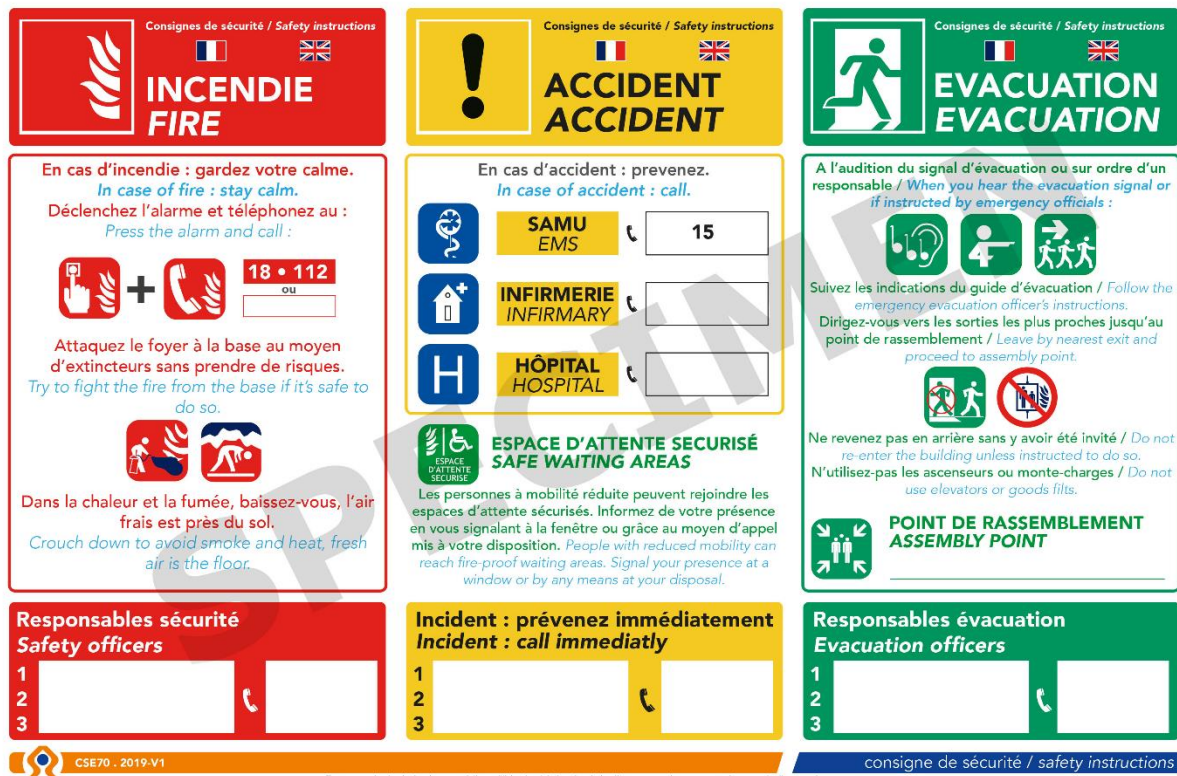 Consignes de sécurité / Safety instructions
INCENDIE
FIRE
En cas d'incendie : gardez votre calme.
In case of fire : stay calm.
Déclenchez l'alarme et téléphonez au :
Press the alarm and call :
18 • 112
ou
Attaquez le foyer à la base au moyen
d'extincteurs sans prendre de risques.
Try to fight the fire from the base if it's safe to
do so.
Dans la chaleur et la fumée, baissez-vous, l'air
frais est près du sol.
Crouch down to avoid smoke and heat, fresh
air is the floor.
Responsables sécurité
Safety officers
1
2
3
Consignes de sécurité / Safety instructions
ACCIDENT
ACCIDENT
En cas d'accident : prevenez.
In case of accident : call.
SAMU
EMS
15
INFIRMERIE
INFIRMARY
H
HÔPITAL
HOSPITAL
ESPACE
D'ATTENTE
SECURISÉ
ESPACE D'ATTENTE SECURISÉ
SAFE WAITING AREAS
Les personnes à mobilité réduite peuvent rejoindre les
espaces d'attente sécurisés. Informez de votre présence
en vous signalant à la fenêtre ou grâce au moyen d'appel
mis à votre disposition. People with reduced mobility can
reach fire-proof waiting areas. Signal your presence at a
window or by any means at your disposal.
Incident : prévenez immédiatement
Incident : call immediatly
1
2
3
Consignes de sécurité / Safety instructions
EVACUATION
EVACUATION
A l'audition du signal d'évacuation ou sur ordre d'un
responsable / When you hear the evacuation signal or
if instructed by emergency officials :
Suivez les indications du guide d'évacuation / Follow the
emergency evacuation officer's instructions.
Dirigez-vous vers les sorties les plus proches jusqu'au
point de rassemblement / Leave by nearest exit and
proceed to assembly point.
Ne revenez pas en arrière sans y avoir été invité / Do not
re-enter the building unless instructed to do so.
N'utilisez-pas les ascenseurs ou monte-charges / Do not
use elevators or goods filts.
POINT DE RASSEMBLEMENT
ASSEMBLY POINT
Responsables évacuation
Evacuation officers
1
2
3
SPECIMEN
CSE70 . 2019-V1
consigne de sécurité / safety instructions